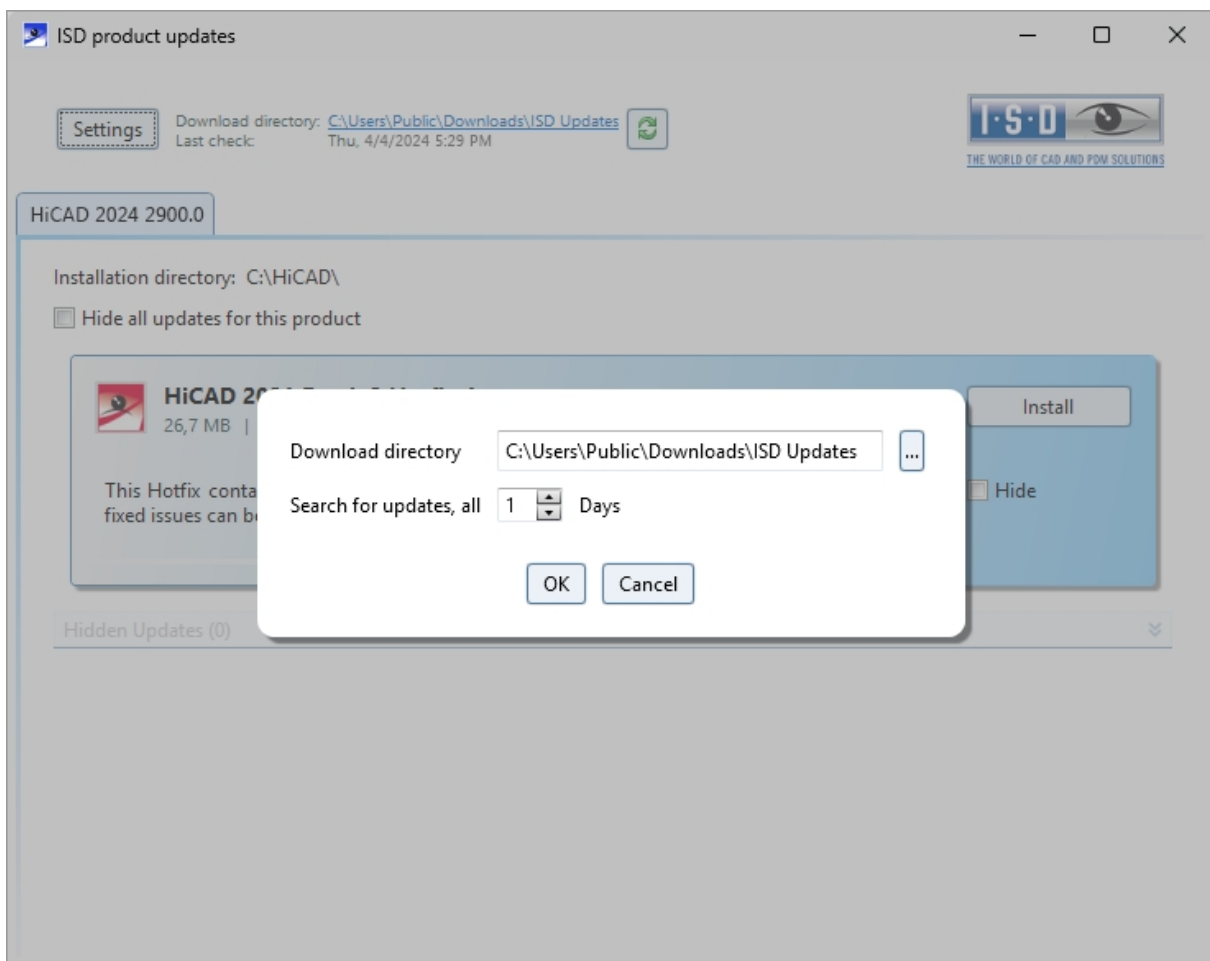 ISD product updates
Settings
Download directory: C:\Users\Public\Downloads\ISD Updates
Last check: Thu, 4/4/2024 5:29 PM
I·S·D
THE WORLD OF CAD AND PDM SOLUTIONS
HiCAD 2024 2900.0
Installation directory: C:\HiCAD\
Hide all updates for this product
HiCAD
26,7 MB |
Install
Download directory C:\Users\Public\Downloads\ISD Updates ...
This Hotfix
Hide
fixed issues can
Search for updates, all 1 Days
OK Cancel
Hidden Updates (0)